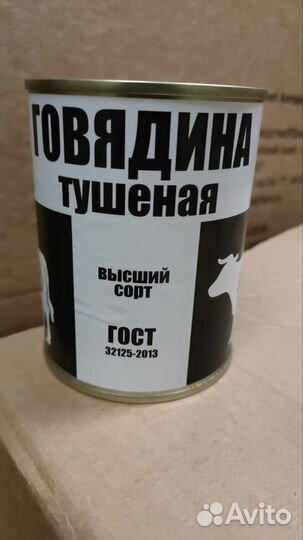 ГОВЯДИНА
тушеная
ВЫСШИЙ
СОРТ
ГОСТ
32125-2013
Avito